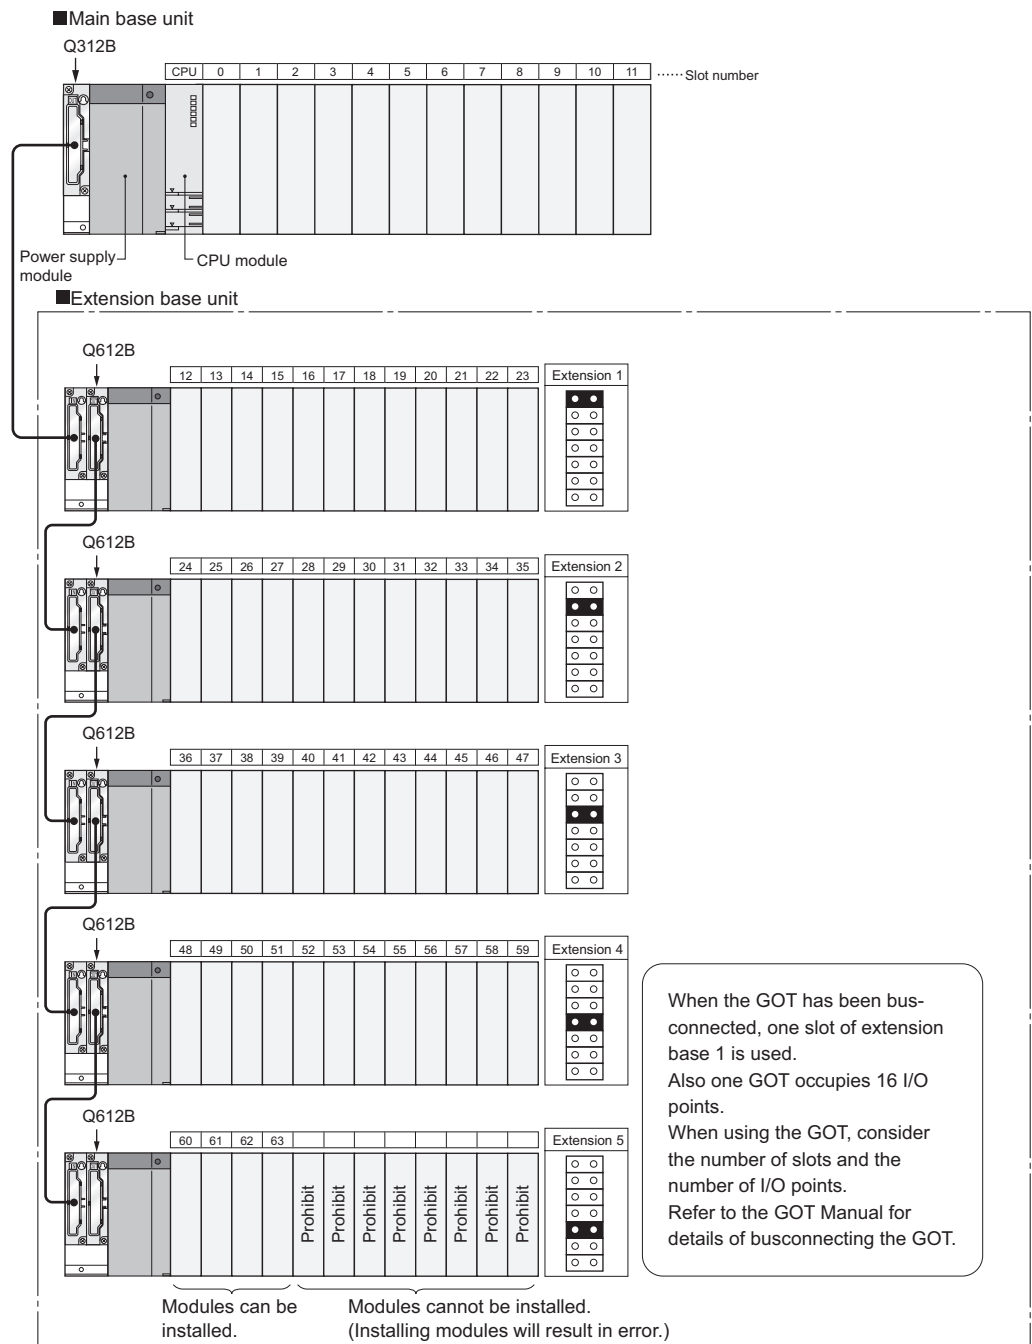 ■Main base unit
Q312B
CPU 0 1 2 3 4 5 6 7 8 9 10 11 ······Slot number
Power supply module
CPU module
■Extension base unit
Q612B
12 13 14 15 16 17 18 19 20 21 22 23 Extension 1
Q612B
24 25 26 27 28 29 30 31 32 33 34 35 Extension 2
Q612B
36 37 38 39 40 41 42 43 44 45 46 47 Extension 3
Q612B
48 49 50 51 52 53 54 55 56 57 58 59 Extension 4
Q612B
60 61 62 63 Extension 5
Prohibit Prohibit Prohibit Prohibit Prohibit Prohibit Prohibit Prohibit
Modules can be
installed.
Modules cannot be installed.
(Installing modules will result in error.)
When the GOT has been bus-
connected, one slot of extension
base 1 is used.
Also one GOT occupies 16 I/O
points.
When using the GOT, consider
the number of slots and the
number of I/O points.
Refer to the GOT Manual for
details of busconnecting the GOT.